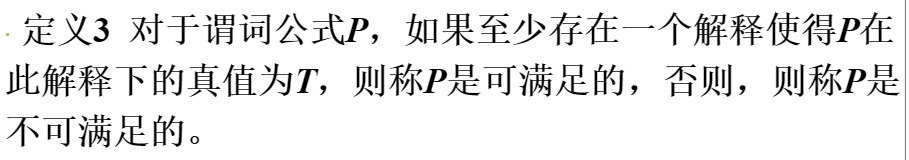 定义3 对于谓词公式P，如果至少存在一个解释使得P在
此解释下的真值为T，则称P是可满足的，否则，则称P是
不可满足的。